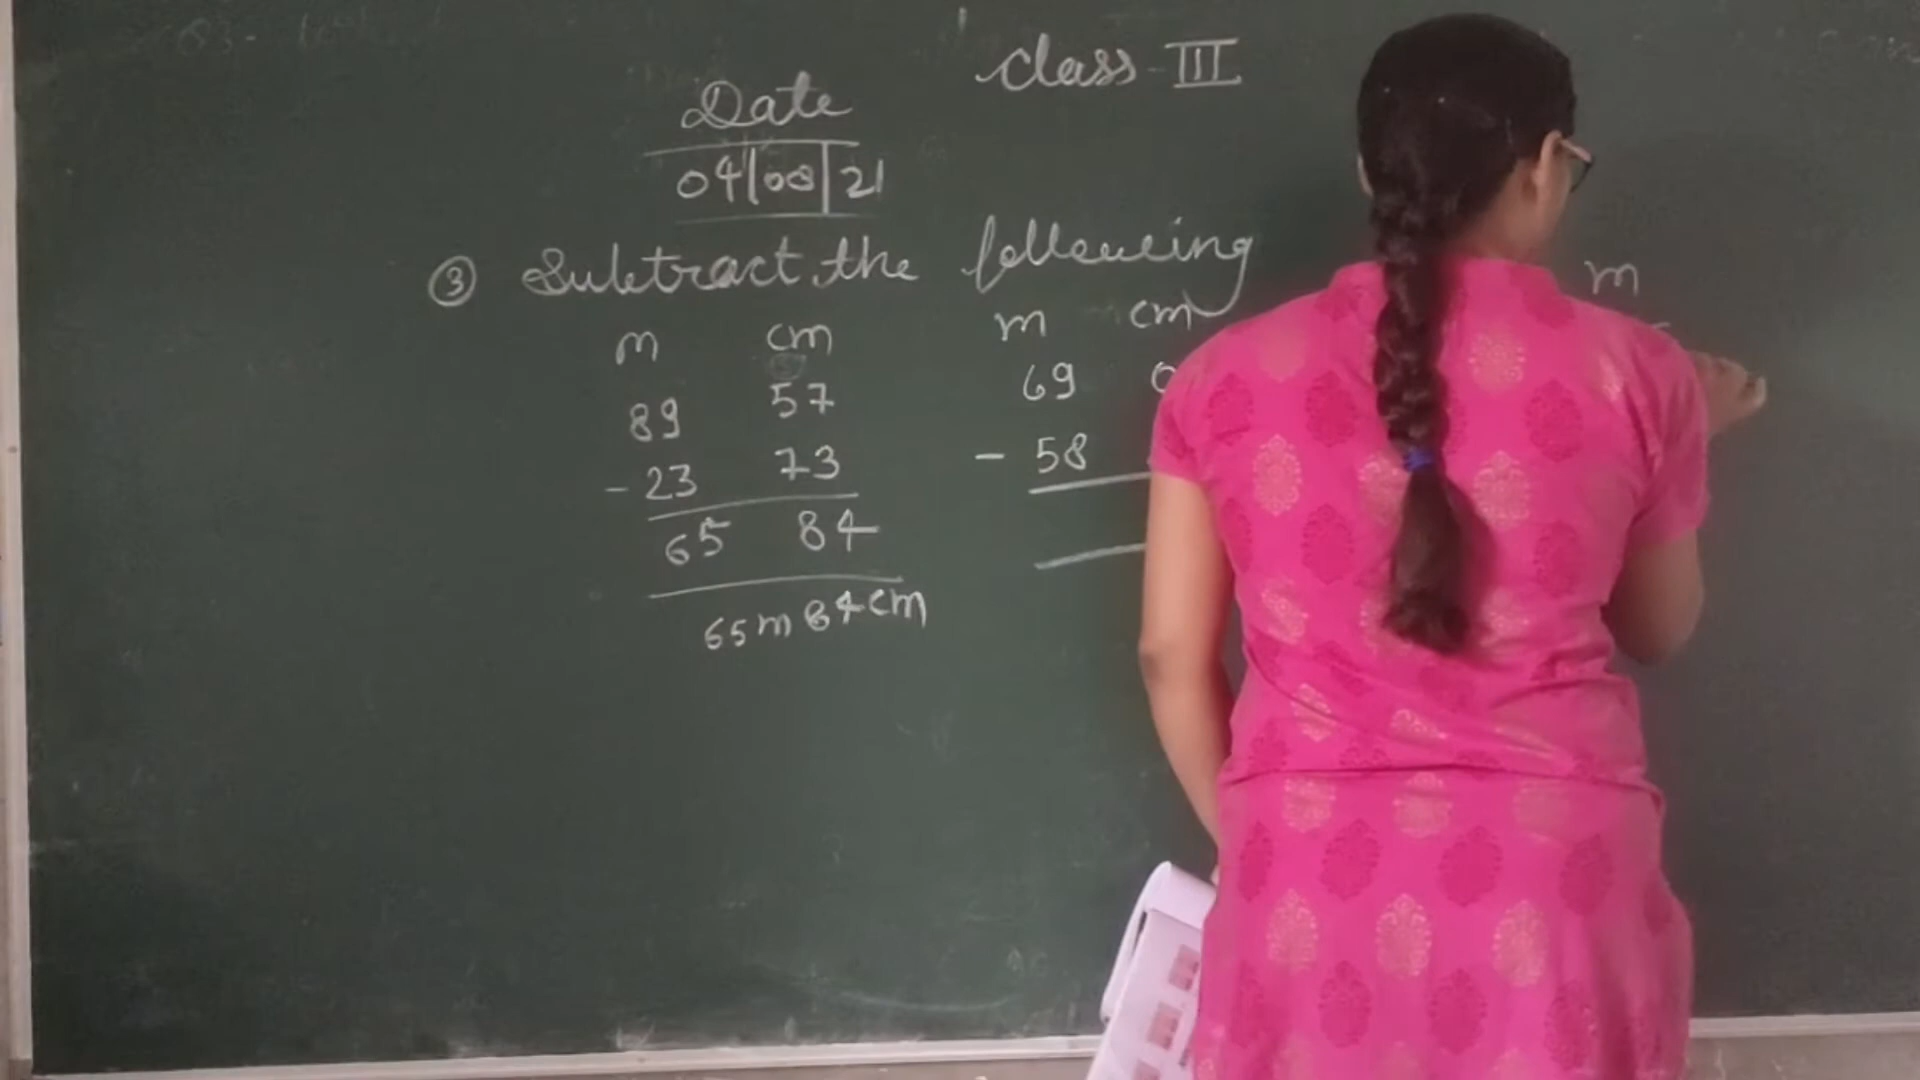 Class - III
Date
04/08/21
③ Subtract the following
m cm
89 57
- 23 73
65 84
65m 84cm
m cm
69 0
- 58
m